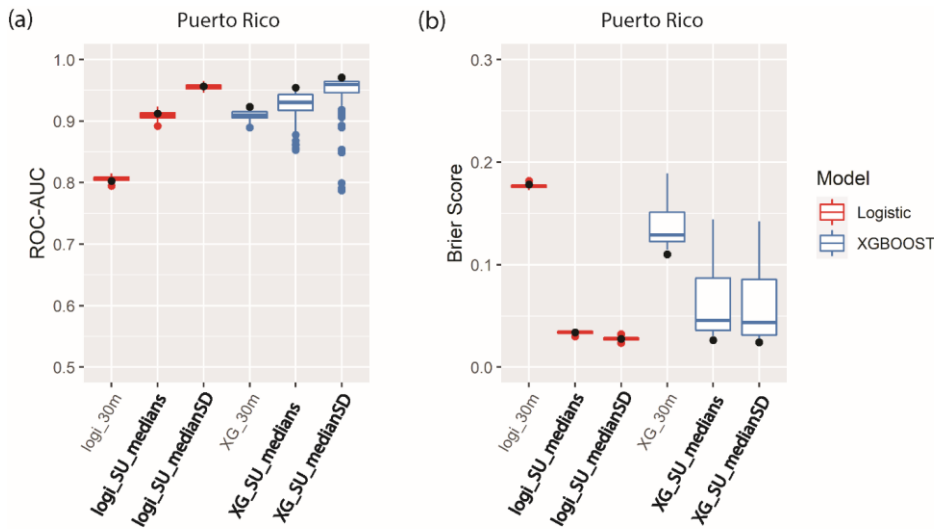 (a)
Puerto Rico
ROC-AUC
1.0
0.9
0.8
0.7
0.6
0.5
logi_30m
logi_SU_medians
logi_SU_medianSD
XG_30m
XG_SU_medians
XG_SU_medianSD
(b)
Puerto Rico
Brier Score
0.3
0.2
0.1
0.0
logi_30m
logi_SU_medians
logi_SU_medianSD
XG_30m
XG_SU_medians
XG_SU_medianSD
Model
Logistic
XGBOOST